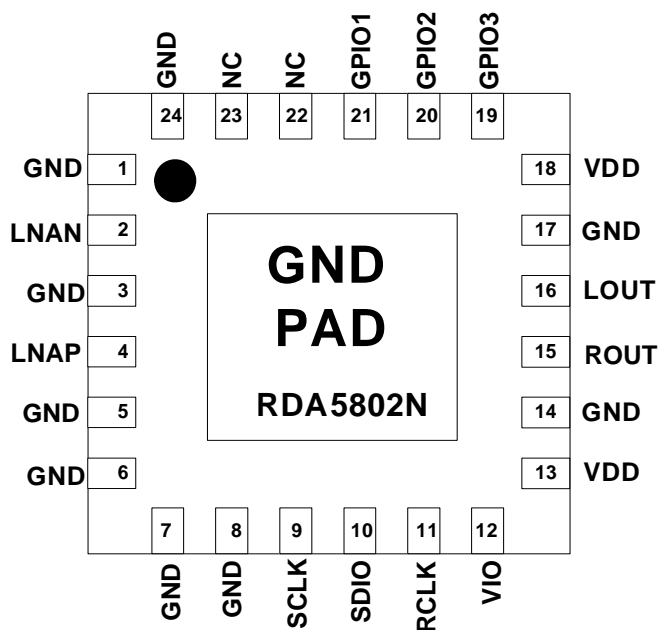 GND NC NC GPIO1 GPIO2 GPIO3
24 23 22 21 20 19
GND 1 18 VDD
LNAN 2 17 GND
GND 3 16 LOUT
LNAP 4 15 ROUT
GND 5 14 GND
GND 6 13 VDD
GND
PAD
RDA5802N
7 8 9 10 11 12
GND GND SCLK SDIO RCLK VIO